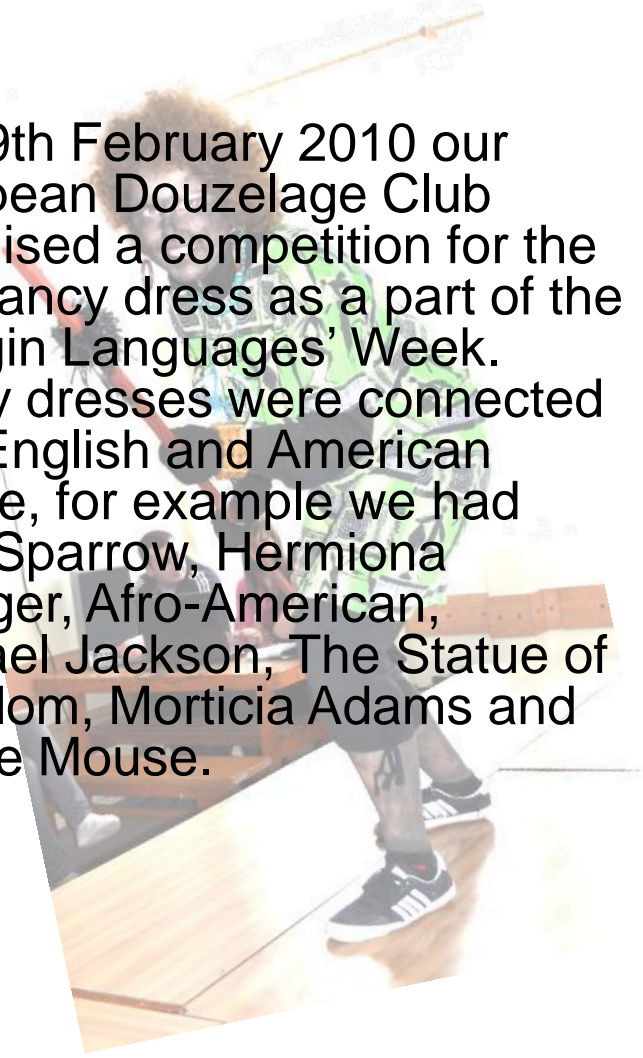 9th February 2010 our
pean Douzelage Club
ised a competition for the
ancy dress as a part of the
gin Languages’ Week.
y dresses were connected
English and American
e, for example we had
Sparrow, Hermiona
ger, Afro-American,
ael Jackson, The Statue of
dom, Morticia Adams and
e Mouse.